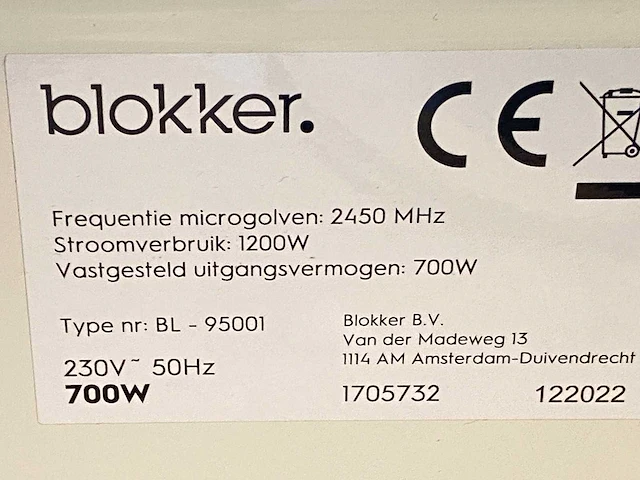 blokker.
CE
Frequentie microgolven: 2450 MHz
Stroomverbruik: 1200W
Vastgesteld uitgangsvermogen: 700W
Type nr: BL - 95001
230V~ 50Hz
700W
Blokker B.V.
Van der Madeweg 13
1114 AM Amsterdam-Duivendrecht
1705732
122022